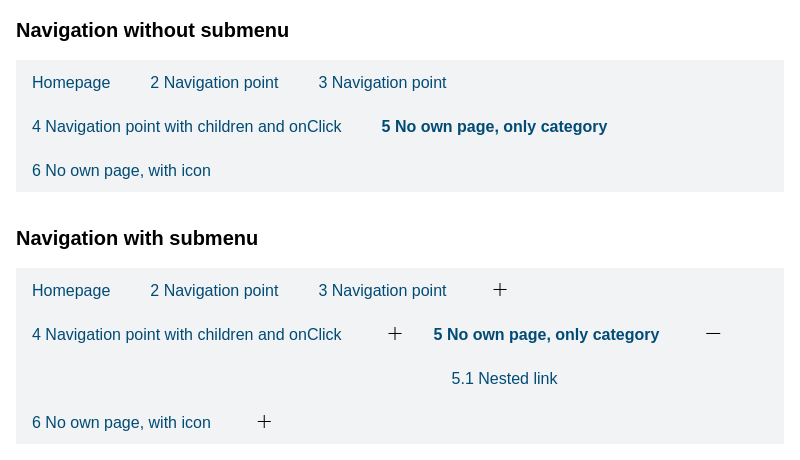 Navigation without submenu
Homepage 2 Navigation point 3 Navigation point
4 Navigation point with children and onClick 5 No own page, only category
6 No own page, with icon
Navigation with submenu
Homepage 2 Navigation point 3 Navigation point +
4 Navigation point with children and onClick + 5 No own page, only category −
5.1 Nested link
6 No own page, with icon +